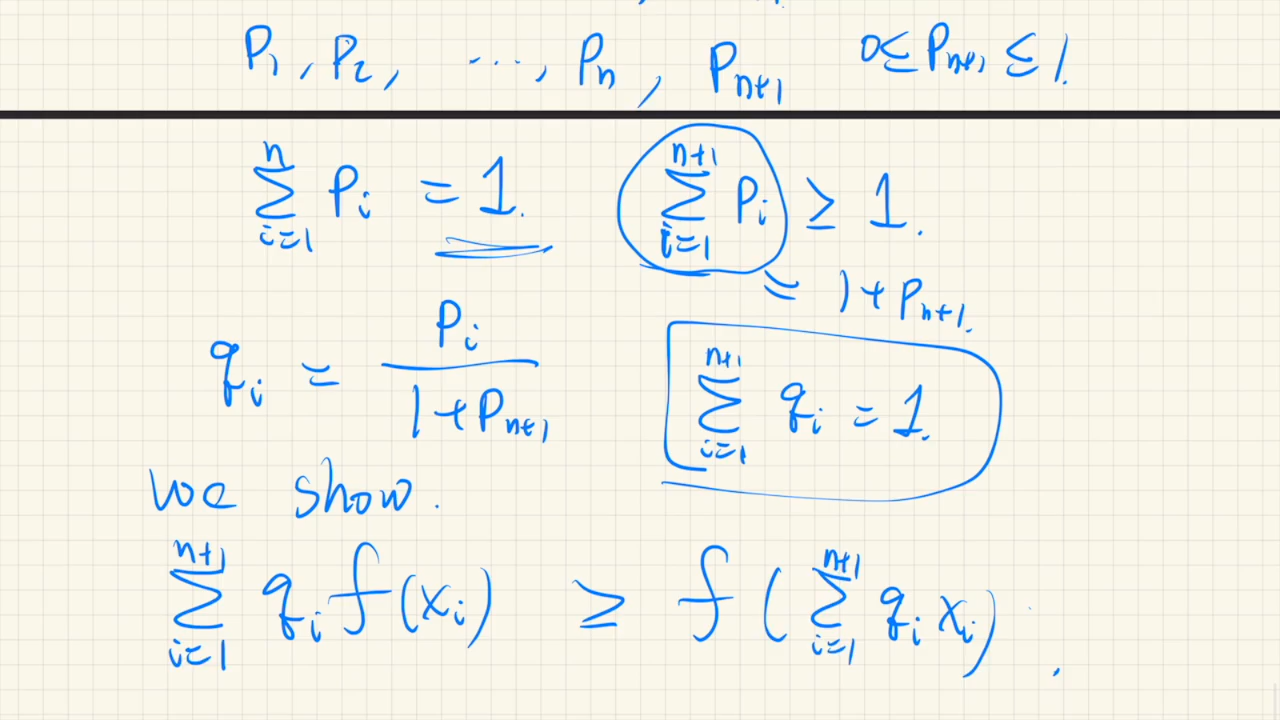 P₁, P₂, ..., Pₙ, Pₙ₊₁ 0≤Pₙ₊₁≤1.
∑_{i=1}^{n} Pᵢ = 1. ∑_{i=1}^{n+1} Pᵢ ≥ 1.
= 1+Pₙ₊₁.
qᵢ = Pᵢ / (1+Pₙ₊₁) ∑_{i=1}^{n+1} qᵢ = 1.
we show.
∑_{i=1}^{n+1} qᵢ f(xᵢ) ≥ f(∑_{i=1}^{n+1} qᵢ xᵢ).